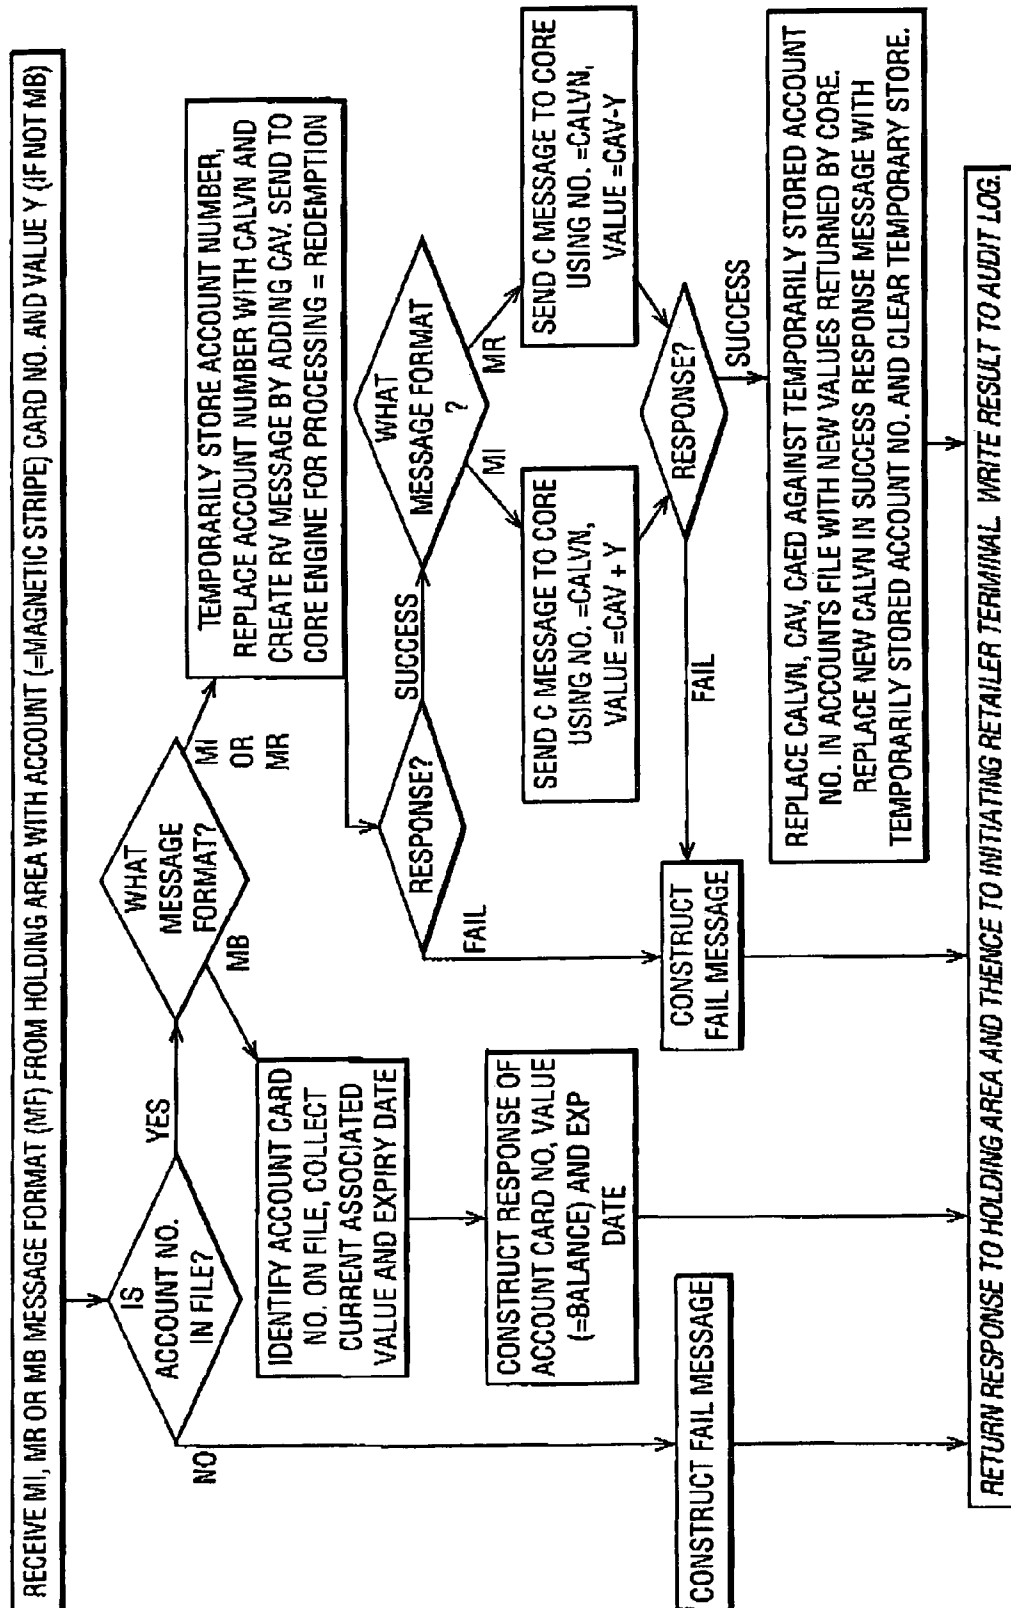 RECEIVE MI, MR OR MB MESSAGE FORMAT (MF) FROM HOLDING AREA WITH ACCOUNT (=MAGNETIC STRIPE) CARD NO. AND VALUE Y (IF NOT MB)
IS
ACCOUNT NO.
IN FILE?
NO
YES
WHAT
MESSAGE
FORMAT?
MB
MI
OR
MR
IDENTIFY ACCOUNT CARD
NO. ON FILE, COLLECT
CURRENT ASSOCIATED
VALUE AND EXPIRY DATE
CONSTRUCT RESPONSE OF
ACCOUNT CARD NO, VALUE
(=BALANCE) AND EXP
DATE
CONSTRUCT FAIL MESSAGE
TEMPORARILY STORE ACCOUNT NUMBER,
REPLACE ACCOUNT NUMBER WITH CALVN AND
CREATE RV MESSAGE BY ADDING CAV. SEND TO
CORE ENGINE FOR PROCESSING = REDEMPTION
RESPONSE?
FAIL
SUCCESS
WHAT
MESSAGE FORMAT
?
MI
MR
SEND C MESSAGE TO CORE
USING NO. =CALVN,
VALUE =CAV + Y
SEND C MESSAGE TO CORE
USING NO. =CALVN,
VALUE =CAV-Y
RESPONSE?
FAIL
SUCCESS
CONSTRUCT
FAIL MESSAGE
REPLACE CALVN, CAV, CAED AGAINST TEMPORARILY STORED ACCOUNT
NO. IN ACCOUNTS FILE WITH NEW VALUES RETURNED BY CORE.
REPLACE NEW CALVN IN SUCCESS RESPONSE MESSAGE WITH
TEMPORARILY STORED ACCOUNT NO. AND CLEAR TEMPORARY STORE.
RETURN RESPONSE TO HOLDING AREA AND THENCE TO INITIATING RETAILER TERMINAL. WRITE RESULT TO AUDIT LOG.